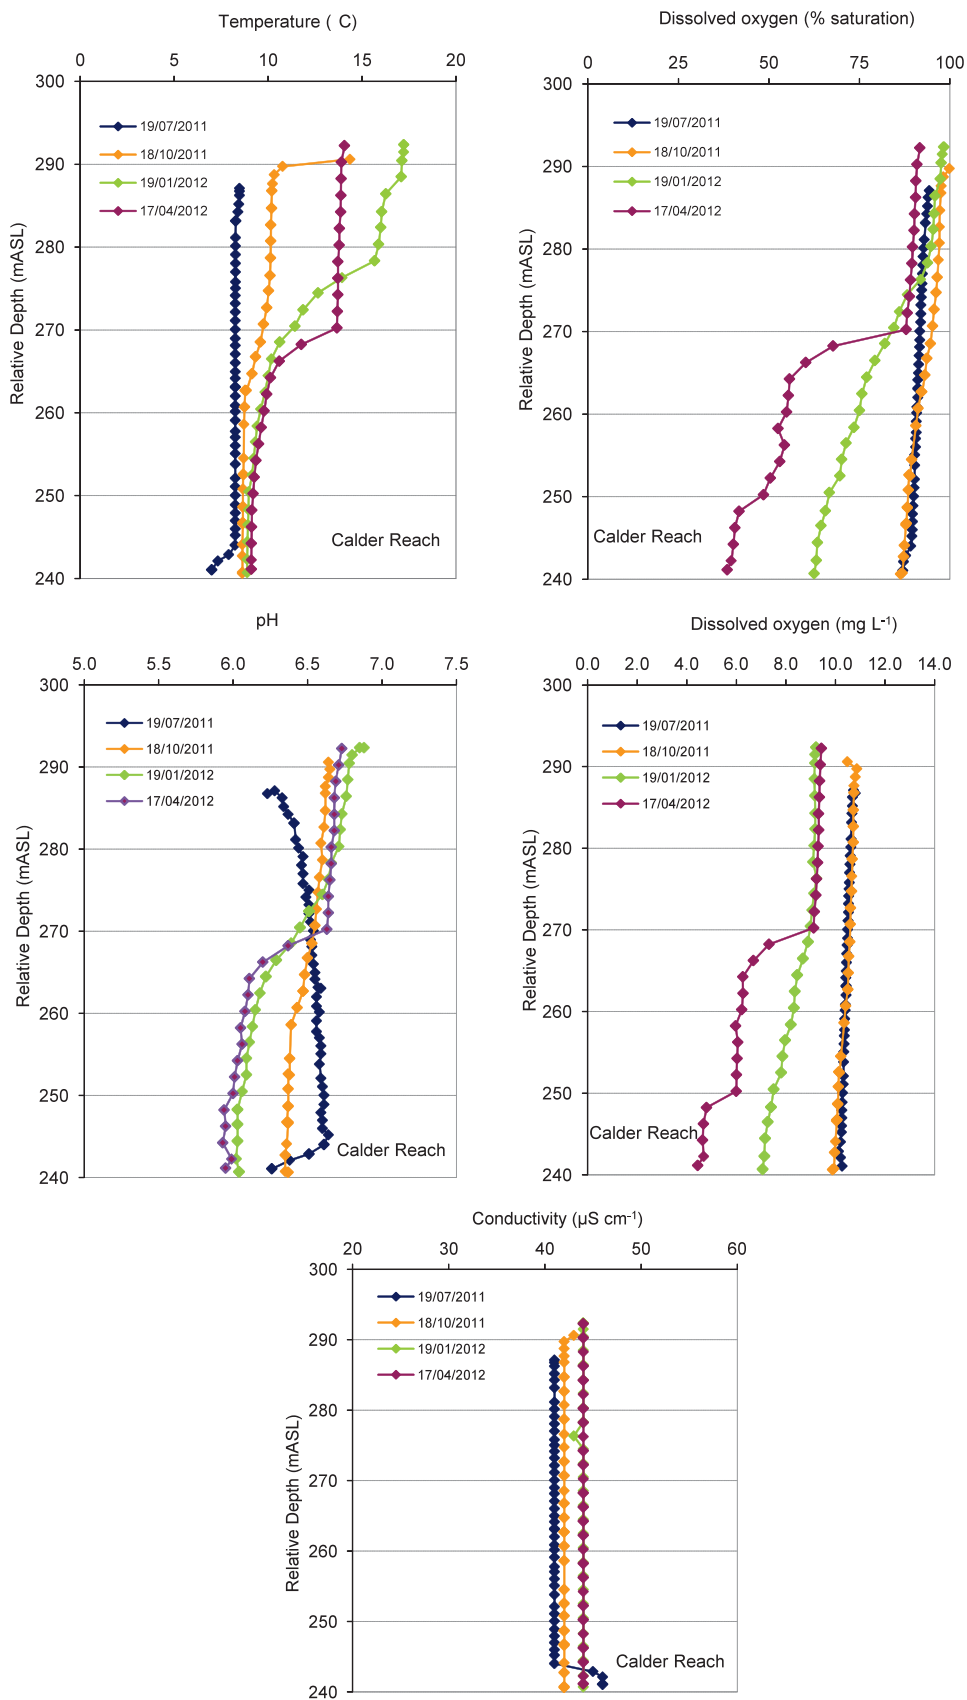 Temperature ( C)
0 5 10 15 20
300
290
280
270
260
250
240
Relative Depth (mASL)
19/07/2011
18/10/2011
19/01/2012
17/04/2012
Calder Reach
Dissolved oxygen (% saturation)
0 25 50 75 100
300
290
280
270
260
250
240
Relative Depth (mASL)
19/07/2011
18/10/2011
19/01/2012
17/04/2012
Calder Reach
pH
5.0 5.5 6.0 6.5 7.0 7.5
300
290
280
270
260
250
240
Relative Depth (mASL)
19/07/2011
18/10/2011
19/01/2012
17/04/2012
Calder Reach
Dissolved oxygen (mg L-1)
0.0 2.0 4.0 6.0 8.0 10.0 12.0 14.0
300
290
280
270
260
250
240
Relative Depth (mASL)
19/07/2011
18/10/2011
19/01/2012
17/04/2012
Calder Reach
Conductivity (µS cm-1)
20 30 40 50 60
300
290
280
270
260
250
240
Relative Depth (mASL)
19/07/2011
18/10/2011
19/01/2012
17/04/2012
Calder Reach